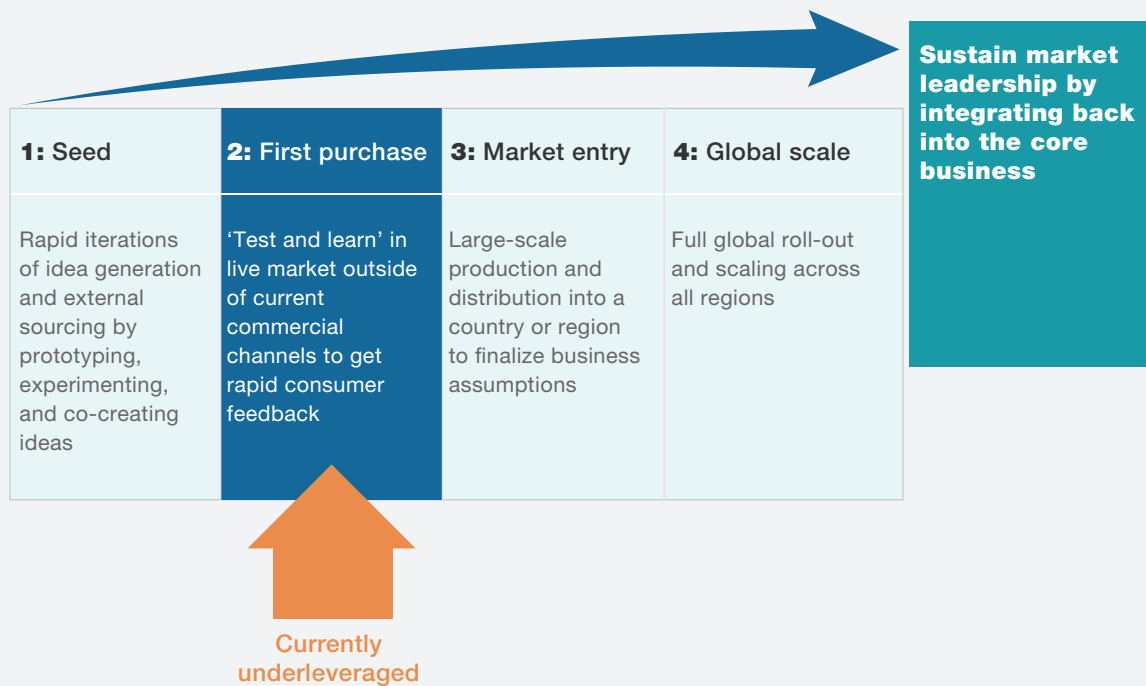 Sustain market
leadership by
integrating back
into the core
business
1: Seed
2: First purchase
3: Market entry
4: Global scale
Rapid iterations
of idea generation
and external
sourcing by
prototyping,
experimenting,
and co-creating
ideas
‘Test and learn’ in
live market outside
of current
commercial
channels to get
rapid consumer
feedback
Large-scale
production and
distribution into a
country or region
to finalize business
assumptions
Full global roll-out
and scaling across
all regions
Currently
underleveraged